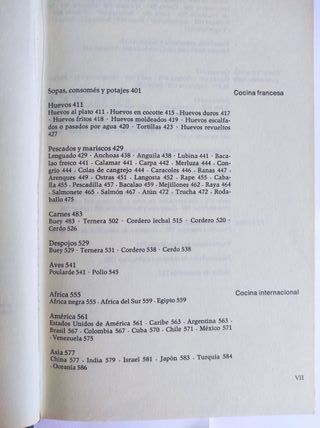 Sopas, consomés y potajes 401
Cocina francesa
Huevos 411
Huevos al plato 411 · Huevos en cocotte 415 · Huevos duros 417
· Huevos fritos 418 · Huevos moldeados 419 · Huevos escalfa-
dos o pasados por agua 420 · Tortillas 423 · Huevos revueltos
427
Pescados y mariscos 429
Lenguado 429 · Anchoas 438 · Anguila 438 · Lubina 441 · Baca-
lao fresco 441 · Calamar 441 · Carpa 442 · Merluza 444 · Con-
grio 444 · Colas de cangrejo 444 · Caracoles 446 · Ranas 447 ·
Arenques 449 · Ostras 451 · Langosta 452 · Rape 455 · Caba-
lla 455 · Pescadilla 457 · Bacalao 459 · Mejillones 462 · Raya 464
· Salmonete 465 · Salmón 467 · Atún 472 · Trucha 472 · Roda-
ballo 475
Carnes 483
Buey 483 · Ternera 502 · Cordero lechal 515 · Cordero 520 ·
Cerdo 526
Despojos 529
Buey 529 · Ternera 531 · Cordero 538 · Cerdo 538
Aves 541
Poularde 541 · Pollo 545
Africa 555
Cocina internacional
Africa negra 555 · Africa del Sur 559 · Egipto 559
América 561
Estados Unidos de América 561 · Caribe 563 · Argentina 563 ·
Brasil 567 · Colombia 567 · Cuba 570 · Chile 571 · México 571
· Venezuela 575
Asia 577
China 577 · India 579 · Israel 581 · Japón 583 · Turquía 584
· Oceanía 586
VII